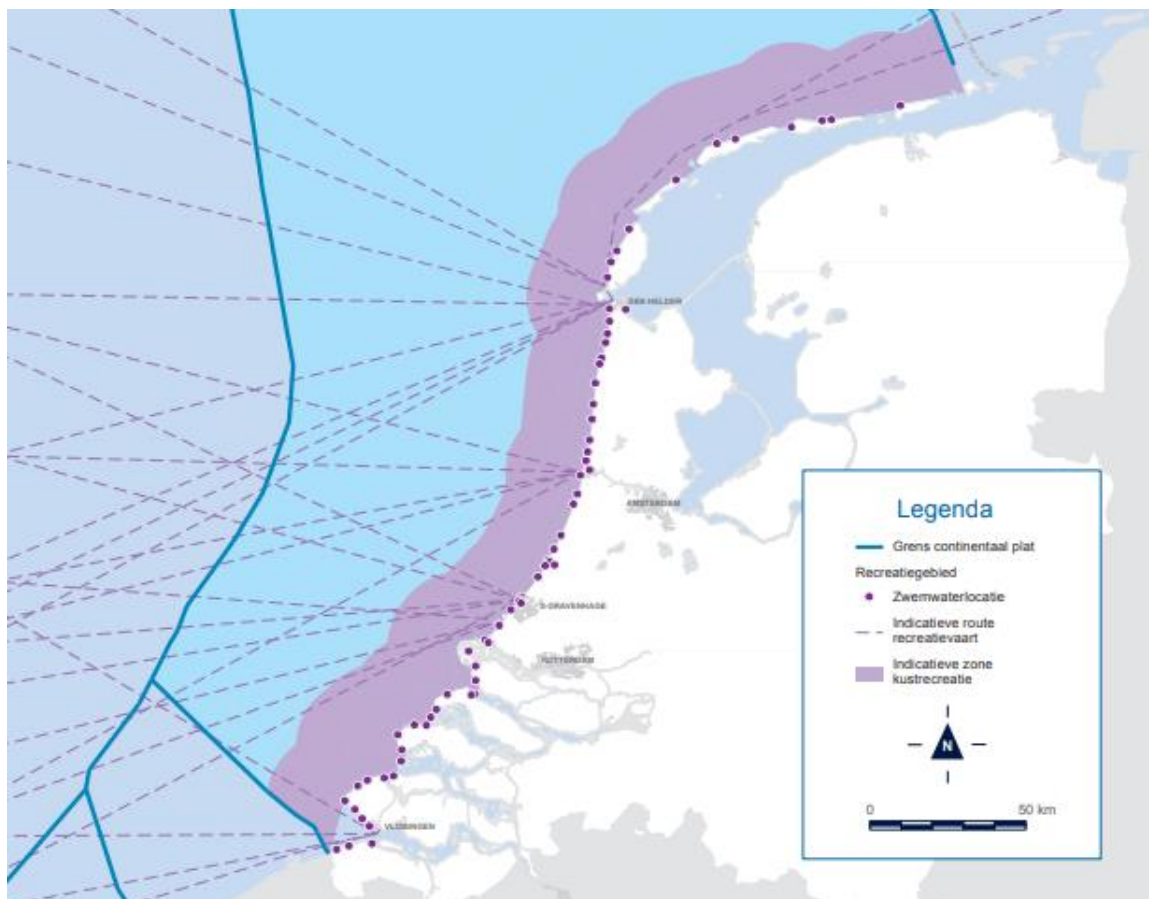 DEN HELDER
AMSTERDAM
S-GRAVENHAGE
ROTTERDAM
VLISSINGEN
Legenda
Grens continentaal plat
Recreatiegebied
Zwemwaterlocatie
Indicatieve route
recreatievaart
Indicatieve zone
kustrecreatie
N
0 50 km